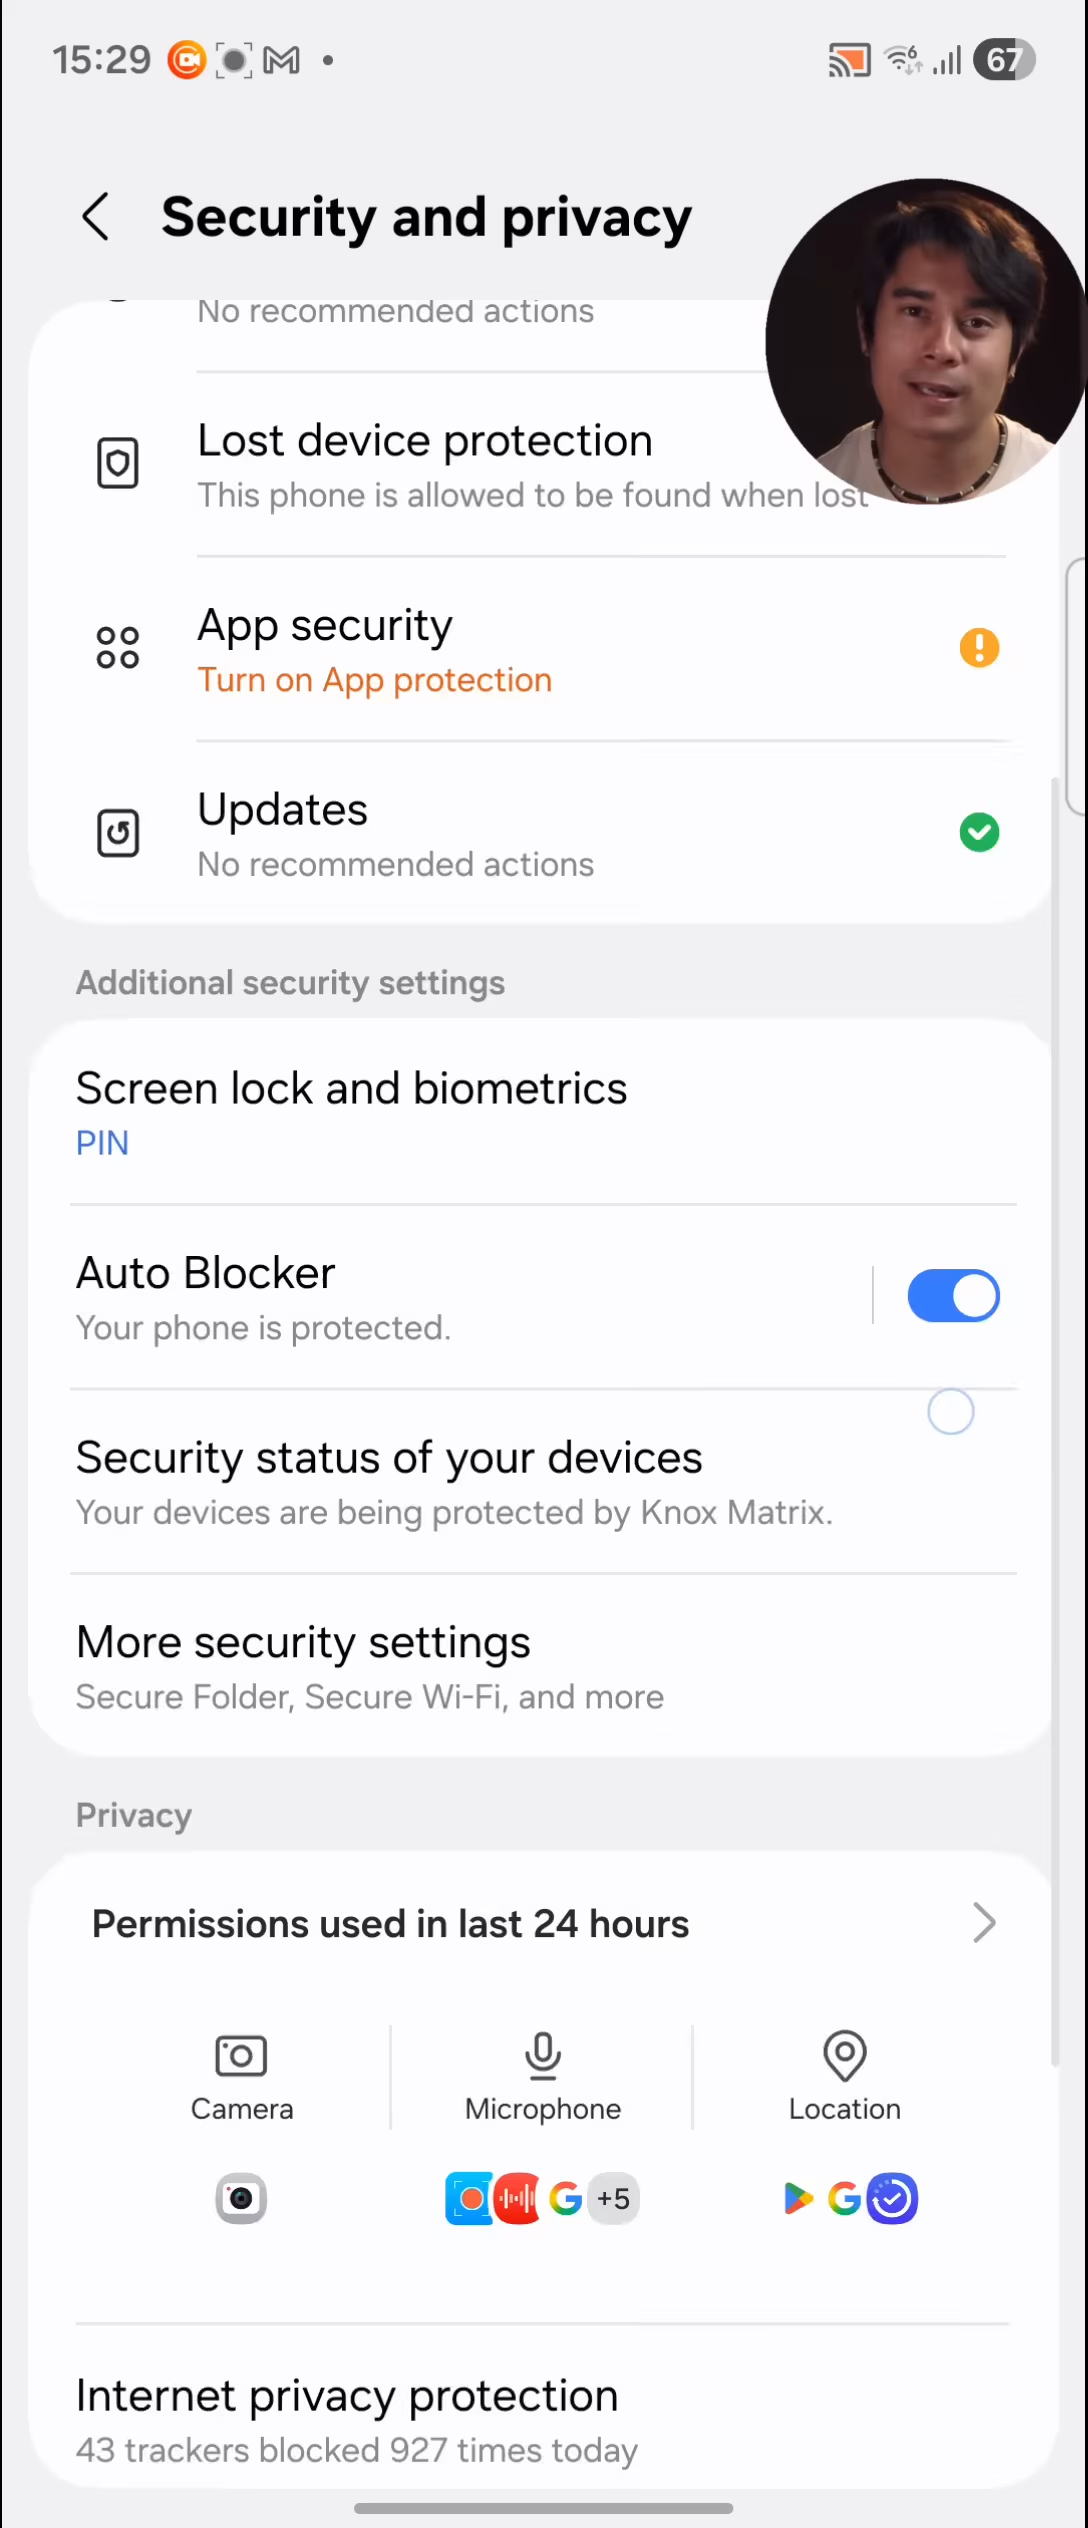 15:29
67
Security and privacy
No recommended actions
Lost device protection
This phone is allowed to be found when lost
App security
Turn on App protection
Updates
No recommended actions
Additional security settings
Screen lock and biometrics
PIN
Auto Blocker
Your phone is protected.
Security status of your devices
Your devices are being protected by Knox Matrix.
More security settings
Secure Folder, Secure Wi-Fi, and more
Privacy
Permissions used in last 24 hours
Camera
Microphone
Location
+5
Internet privacy protection
43 trackers blocked 927 times today